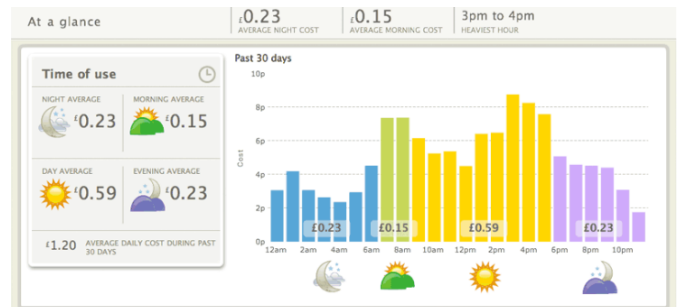 At a glance
£0.23
AVERAGE NIGHT COST
£0.15
AVERAGE MORNING COST
3pm to 4pm
HEAVIEST HOUR
Time of use
NIGHT AVERAGE
£0.23
MORNING AVERAGE
£0.15
DAY AVERAGE
£0.59
EVENING AVERAGE
£0.23
£1.20 AVERAGE DAILY COST DURING PAST
30 DAYS
Past 30 days
10p
8p
6p
4p
2p
0p
Cost
£0.23 £0.15 £0.59 £0.23
12am 2am 4am 6am 8am 10am 12pm 2pm 4pm 6pm 8pm 10pm